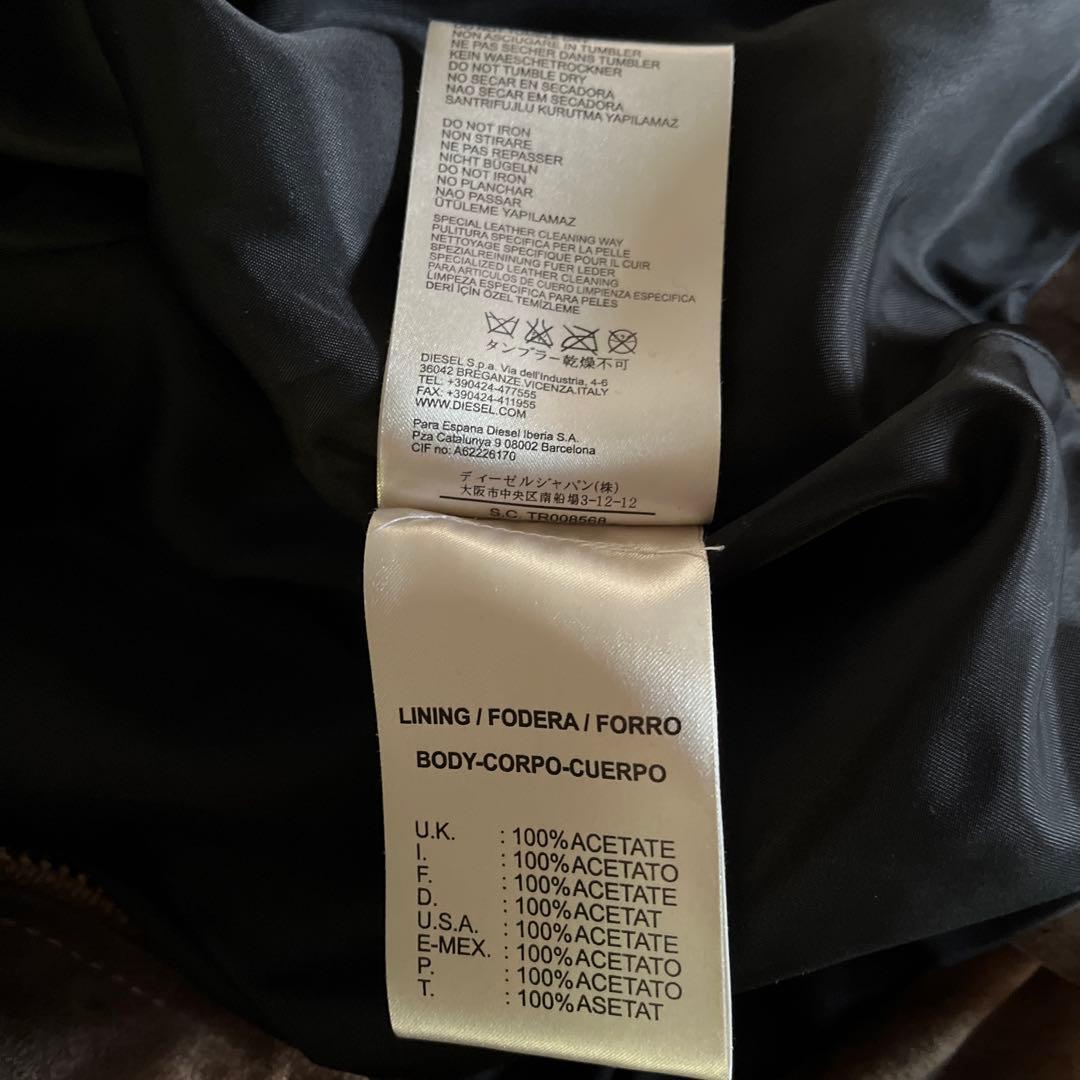 NON ASCIUGARE IN TUMBLER
NE PAS SECHER DANS TUMBLER
KEIN WAESCHETROCKNER
DO NOT TUMBLE DRY
NO SECAR EN SECADORA
NAO SECAR EM SECADORA
SANTRIFUJLU KURUTMA YAPILAMAZ
DO NOT IRON
NON STIRARE
NE PAS REPASSER
NICHT BÜGELN
DO NOT IRON
NO PLANCHAR
NAO PASSAR
ÜTÜLEME YAPILAMAZ
SPECIAL LEATHER CLEANING WAY
PULITURA SPECIFICA PER LA PELLE
NETTOYAGE SPECIFIQUE POUR IL CUIR
SPEZIALREININUNG FUER LEDER
SPECIALIZED LEATHER CLEANING
PARA ARTICULOS DE CUERO LIMPIENZA ESPECIFICA
LIMPEZA ESPECIFICA PARA PELES
DERİ İÇİN ÖZEL TEMİZLEME
タンブラー乾燥不可
DIESEL S.p.a. Via dell'Industria, 4-6
36042 BREGANZE.VICENZA.ITALY
TEL: +390424-477555
FAX: +390424-411955
WWW.DIESEL.COM
Para Espana Diesel Iberia S.A.
Pza Catalunya 9 08002 Barcelona
CIF no: A62226170
ディーゼルジャパン(株)
大阪市中央区南船場3-12-12
S.C. TR008568
LINING / FODERA / FORRO
BODY-CORPO-CUERPO
U.K. : 100%ACETATE
I. : 100%ACETATO
F. : 100%ACETATE
D. : 100%ACETAT
U.S.A. : 100%ACETATE
E-MEX. : 100%ACETATO
P. : 100%ACETATO
T. : 100%ASETAT